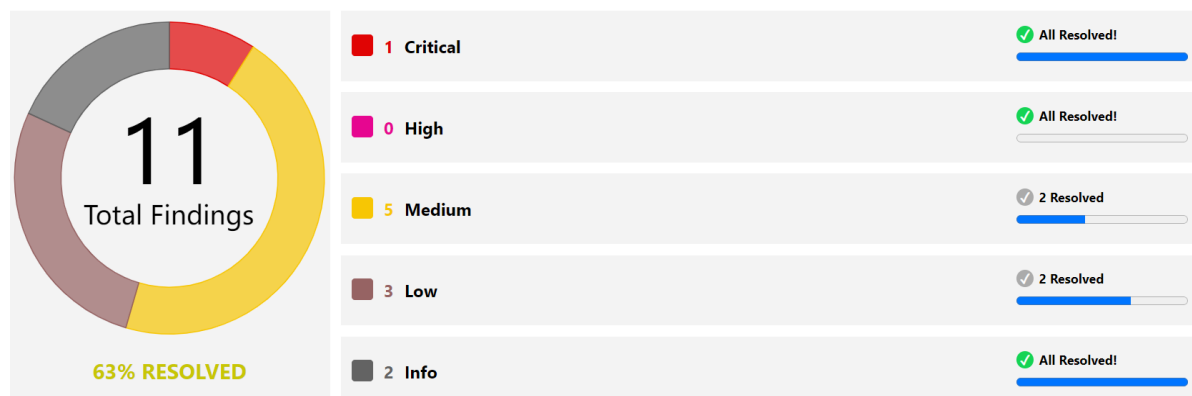 11
Total Findings
63% RESOLVED
1 Critical
All Resolved!
0 High
All Resolved!
5 Medium
2 Resolved
3 Low
2 Resolved
2 Info
All Resolved!